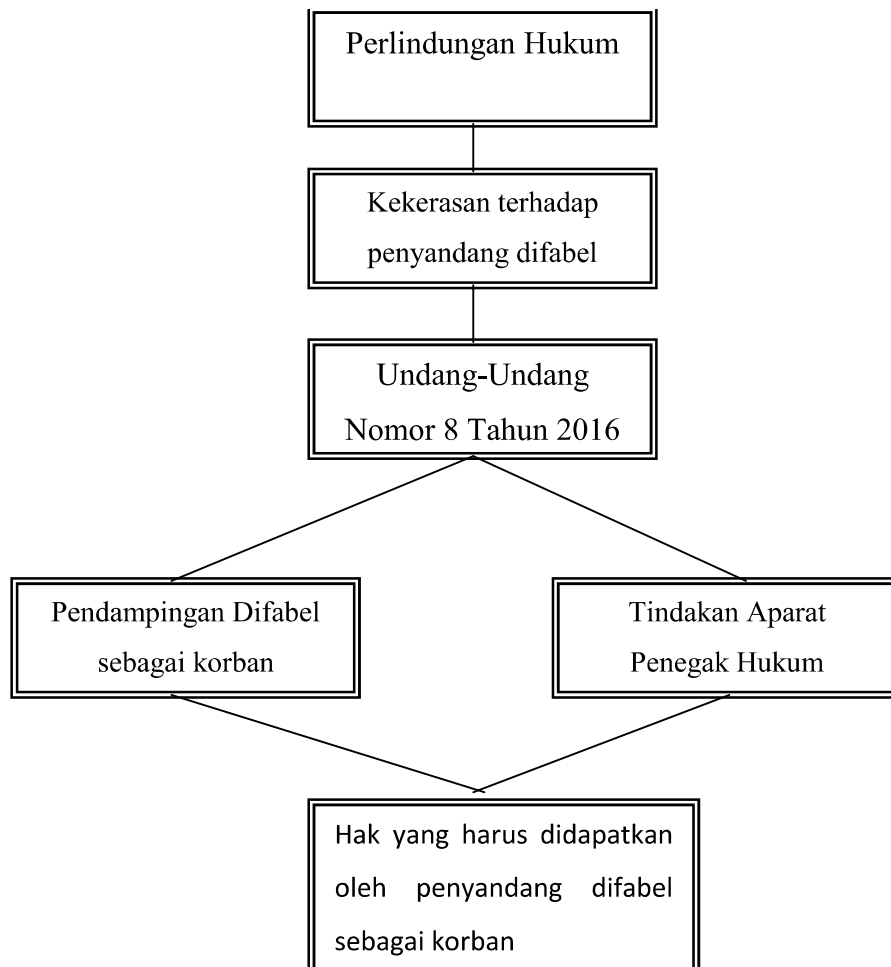 Perlindungan Hukum
Kekerasan terhadap
penyandang difabel
Undang-Undang
Nomor 8 Tahun 2016
Pendampingan Difabel
sebagai korban
Tindakan Aparat
Penegak Hukum
Hak yang harus didapatkan
oleh penyandang difabel
sebagai korban